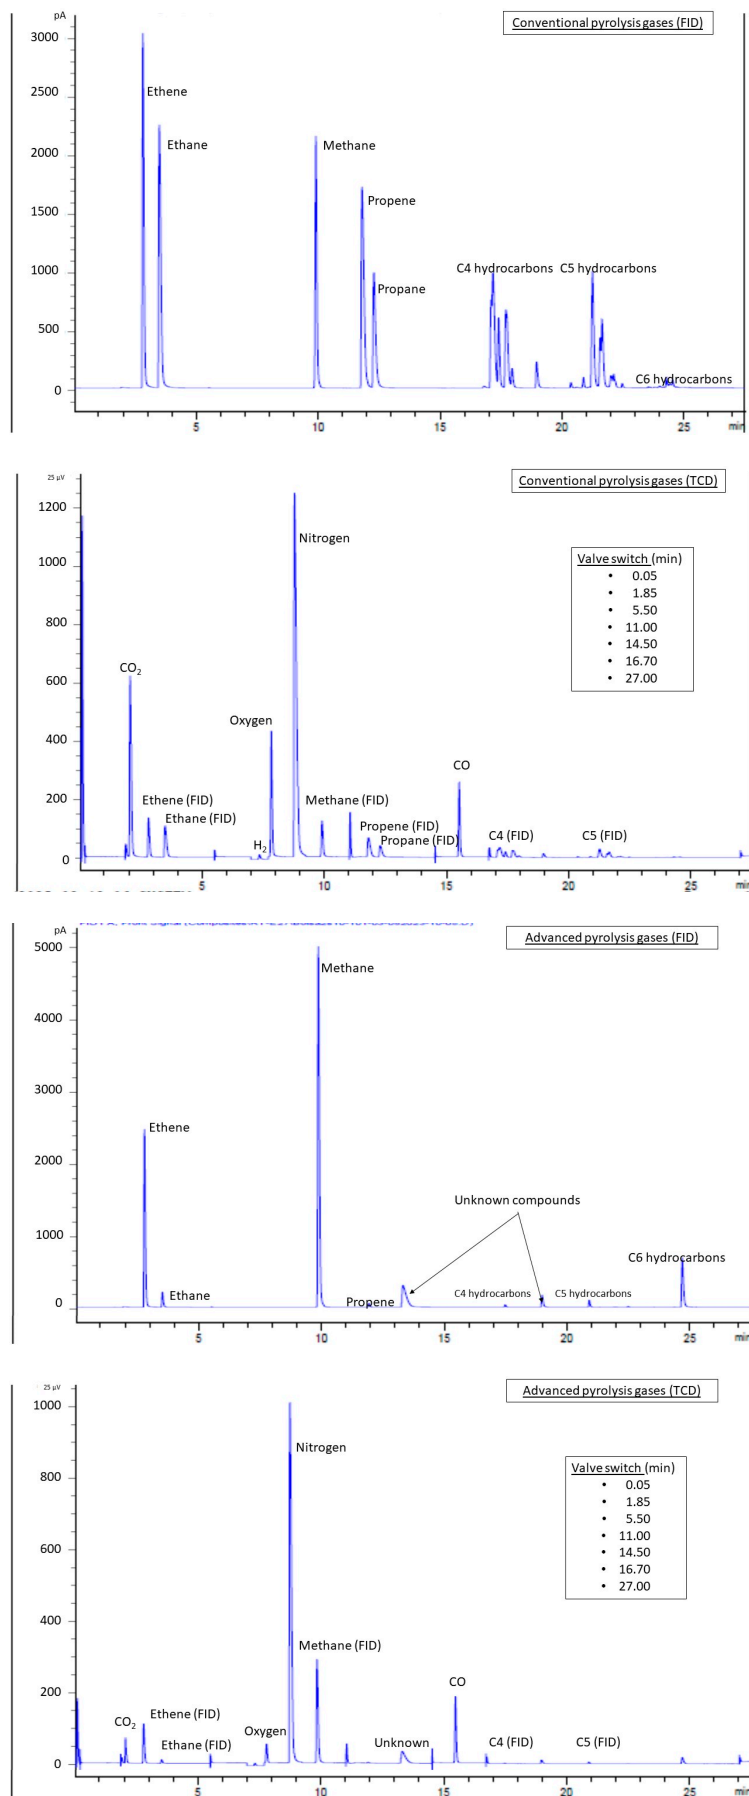 pA
Conventional pyrolysis gases (FID)
3000
2500
2000
1500
1000
500
0
Ethene
Ethane
Methane
Propene
Propane
C4 hydrocarbons
C5 hydrocarbons
C6 hydrocarbons
5
10
15
20
25
min
25 µV
Conventional pyrolysis gases (TCD)
1200
1000
800
600
400
200
0
Nitrogen
Valve switch (min)
• 0.05
• 1.85
• 5.50
• 11.00
• 14.50
• 16.70
• 27.00
CO2
Oxygen
CO
Ethene (FID)
Ethane (FID)
H2
Methane (FID)
Propene (FID)
Propane (FID)
C4 (FID)
C5 (FID)
5
10
15
20
25
min
pA
Advanced pyrolysis gases (FID)
5000
4000
3000
2000
1000
0
Methane
Ethene
Unknown compounds
C6 hydrocarbons
Ethane
Propene
C4 hydrocarbons
C5 hydrocarbons
5
10
15
20
25
min
25 µV
Advanced pyrolysis gases (TCD)
1000
800
600
400
200
0
Nitrogen
Valve switch (min)
• 0.05
• 1.85
• 5.50
• 11.00
• 14.50
• 16.70
• 27.00
Methane (FID)
CO
CO2
Ethene (FID)
Ethane (FID)
Oxygen
Unknown
C4 (FID)
C5 (FID)
5
10
15
20
25
min